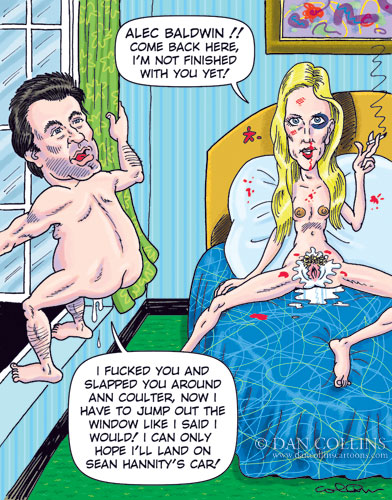 ALEC BALDWIN !!
COME BACK HERE,
I'M NOT FINISHED
WITH YOU YET!
I FUCKED YOU AND
SLAPPED YOU AROUND
ANN COULTER, NOW I
HAVE TO JUMP OUT THE
WINDOW LIKE I SAID I
WOULD! I CAN ONLY
HOPE I'LL LAND ON
SEAN HANNITY'S CAR!
© DAN COLLINS
www.dancollinscartoons.com